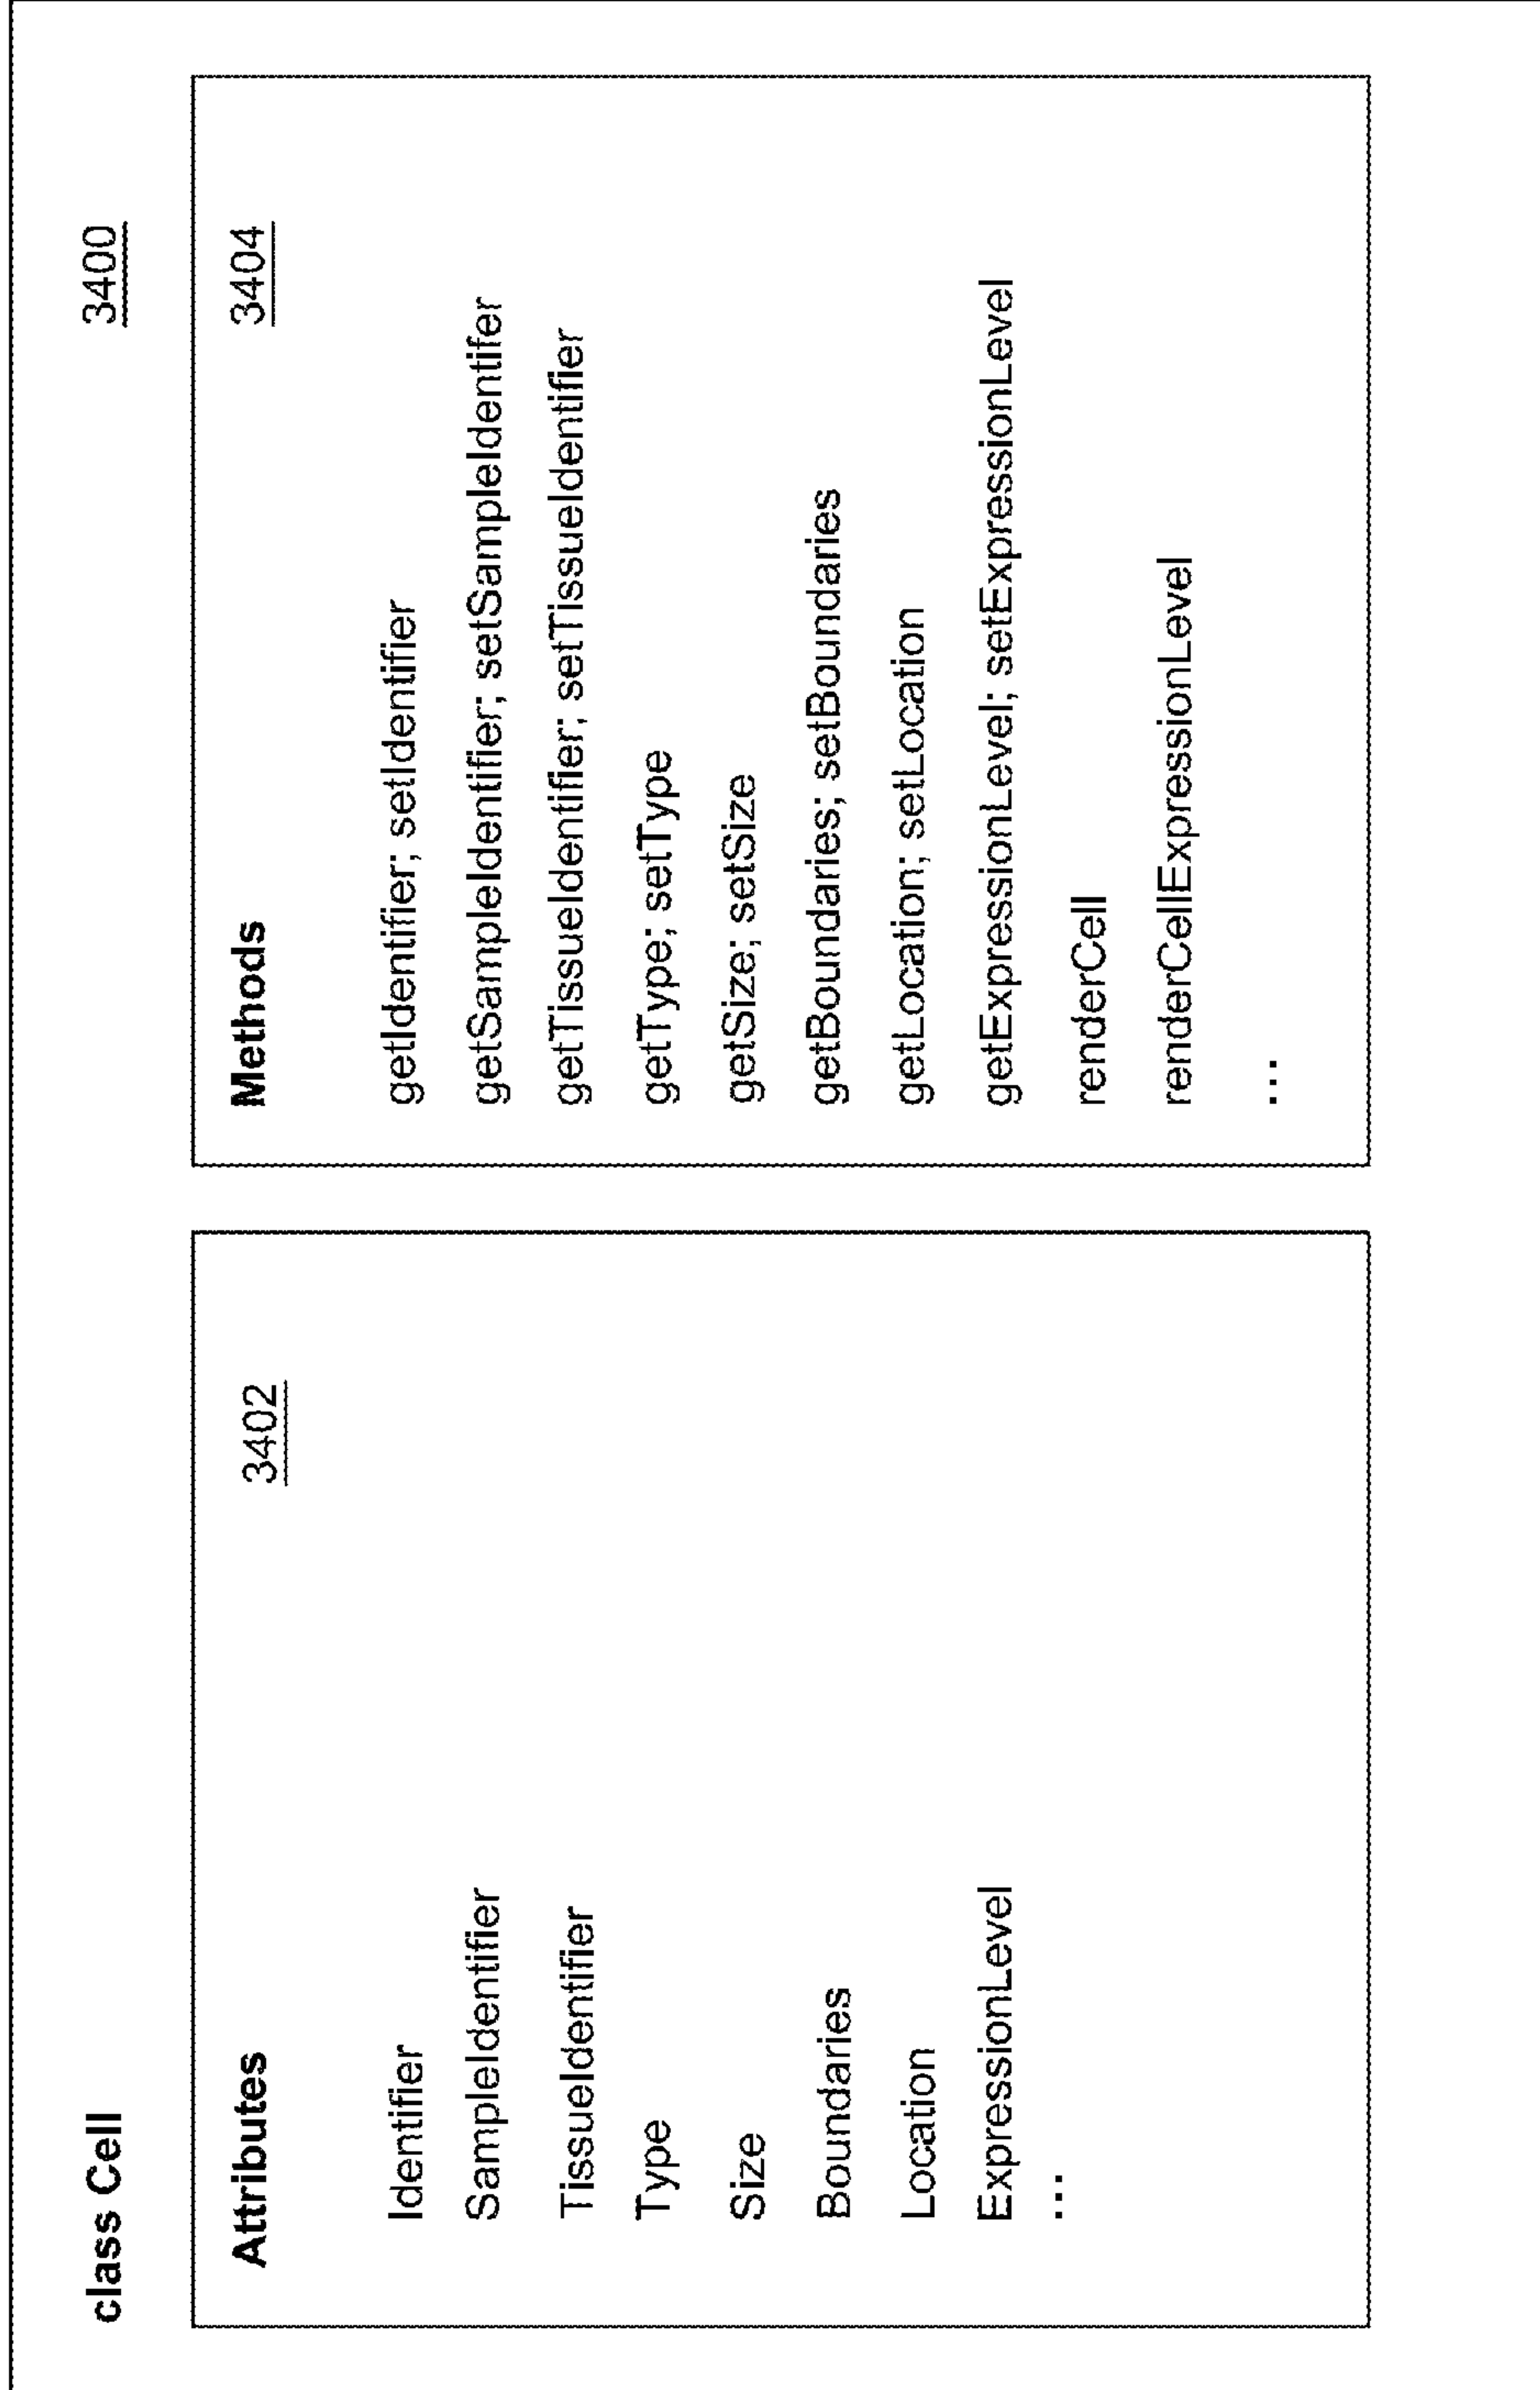 class Cell
3400
Attributes
3402
Identifier
SampleIdentifier
TissueIdentifier
Type
Size
Boundaries
Location
ExpressionLevel
...
Methods
3404
getIdentifier; setIdentifier
getSampleIdentifier; setSampleIdentifer
getTissueIdentifier; setTissueIdentifier
getType; setType
getSize; setSize
getBoundaries; setBoundaries
getLocation; setLocation
getExpressionLevel; setExpressionLevel
renderCell
renderCellExpressionLevel
...